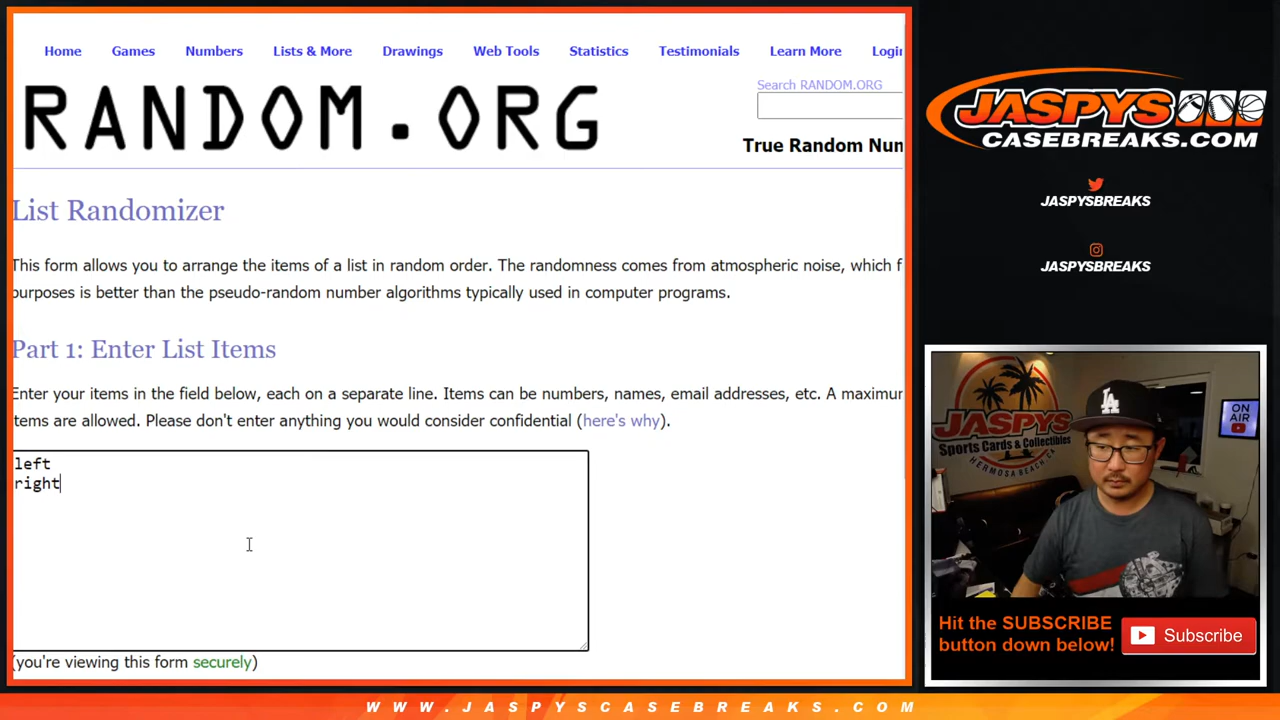 Home Games Numbers Lists & More Drawings Web Tools Statistics Testimonials Learn More Login
RANDOM.ORG
Search RANDOM.ORG
True Random Num
List Randomizer
This form allows you to arrange the items of a list in random order. The randomness comes from atmospheric noise, which f
purposes is better than the pseudo-random number algorithms typically used in computer programs.
Part 1: Enter List Items
Enter your items in the field below, each on a separate line. Items can be numbers, names, email addresses, etc. A maximum
items are allowed. Please don't enter anything you would consider confidential (here's why).
left
right
(you're viewing this form securely)
JASPYS
CASEBREAKS.COM
JASPYSBREAKS
JASPYSBREAKS
JASPYS
Sports Cards & Collectibles
HERMOSA BEACH, CA
LA
ON
AIR
Hit the SUBSCRIBE
button down below!
Subscribe
WWW.JASPYSCASEBREAKS.COM